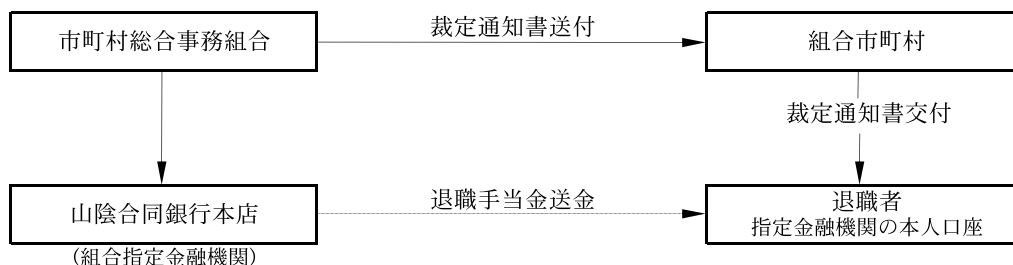 市町村総合事務組合
裁定通知書送付
組合市町村
裁定通知書交付
山陰合同銀行本店
(組合指定金融機関)
退職手当金送金
退職者
指定金融機関の本人口座